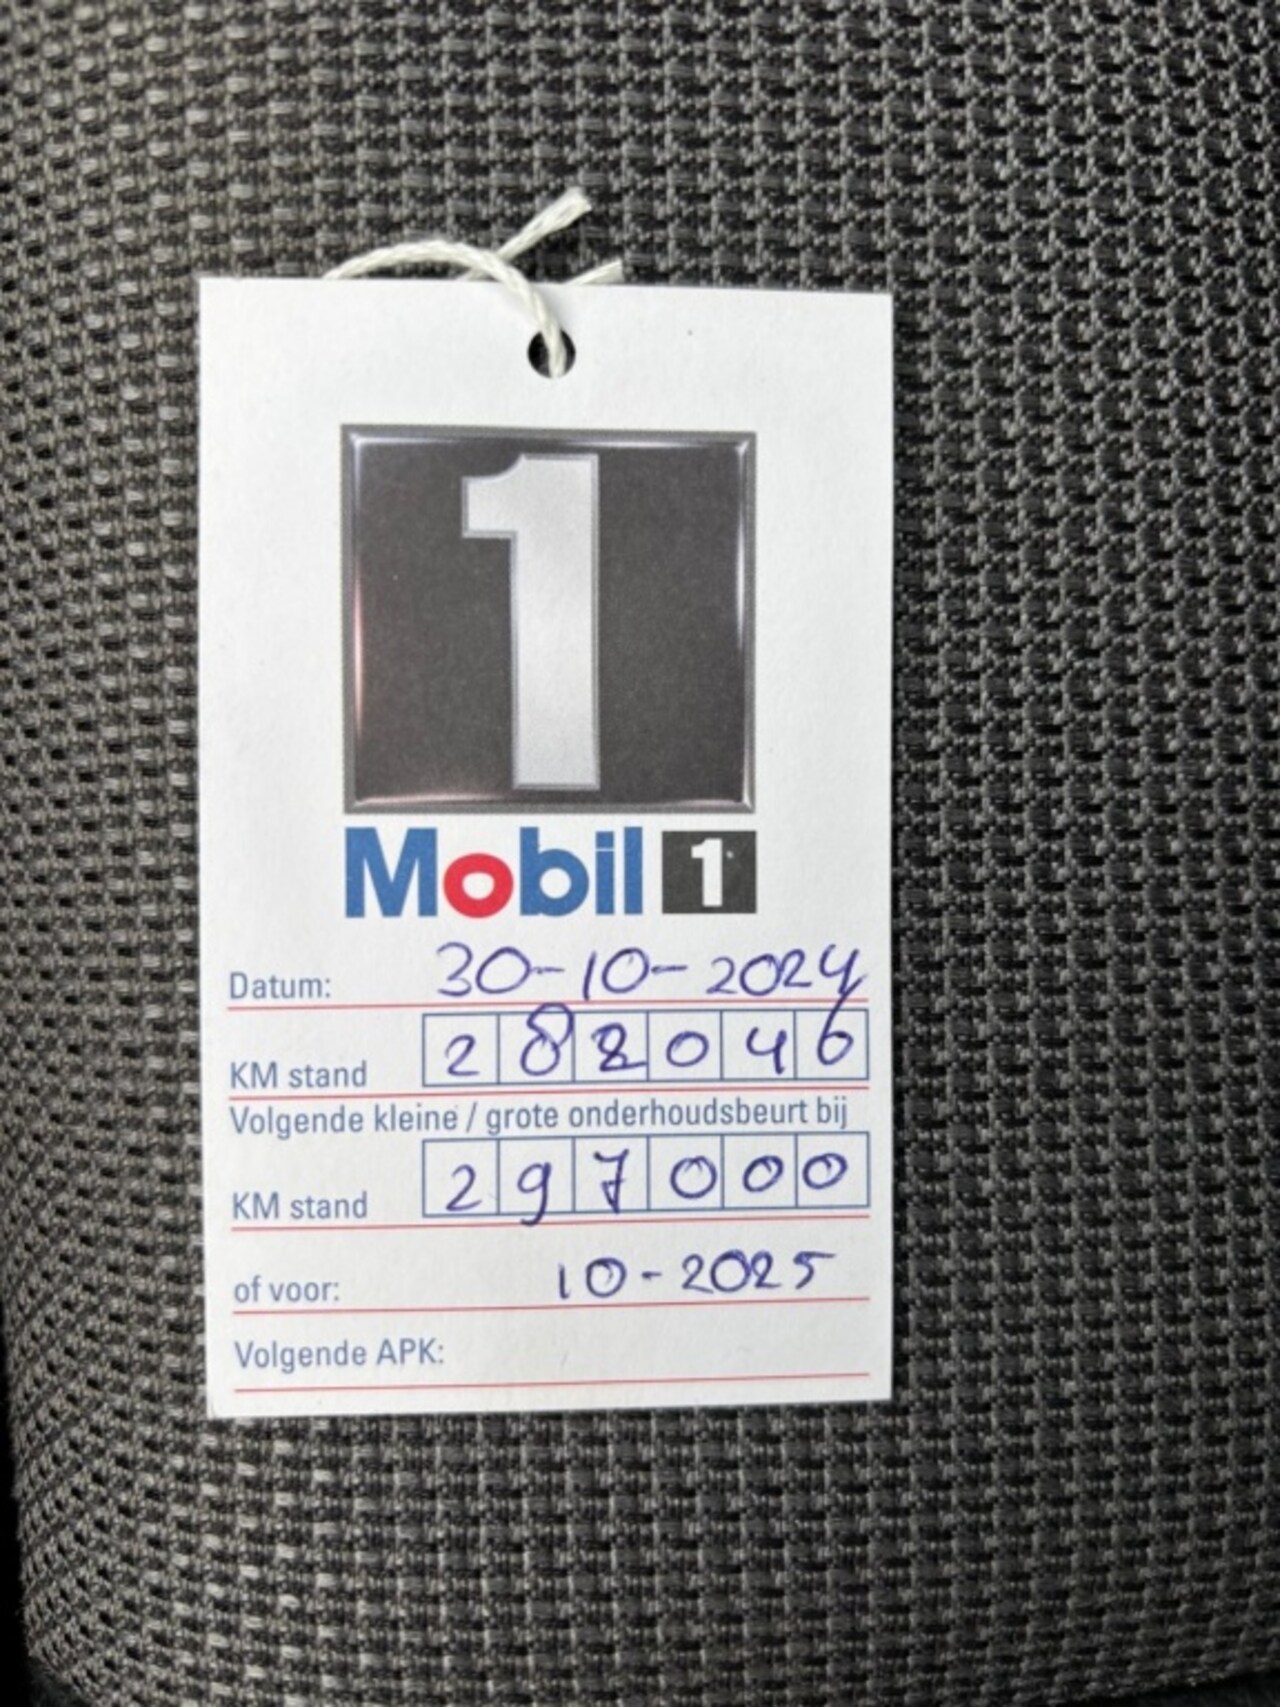 1
Mobil 1
Datum: 30-10-2024
KM stand 288046
Volgende kleine / grote onderhoudsbeurt bij
KM stand 297000
of voor: 10-2025
Volgende APK: